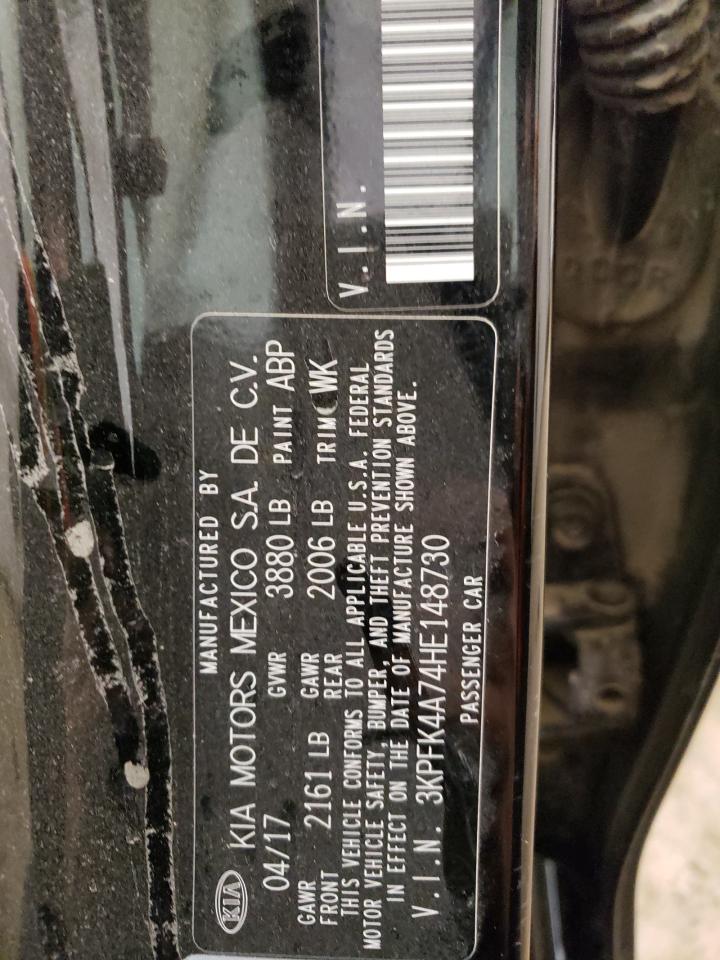 MANUFACTURED BY
KIA KIA MOTORS MEXICO S.A. DE C.V.
04/17 GVWR 3880 LB PAINT ABP
GAWR FRONT 2161 LB GAWR REAR 2006 LB TRIM WK
THIS VEHICLE CONFORMS TO ALL APPLICABLE U.S.A. FEDERAL
MOTOR VEHICLE SAFETY, BUMPER, AND THEFT PREVENTION STANDARDS
IN EFFECT ON THE DATE OF MANUFACTURE SHOWN ABOVE.
V.I.N. 3KPFK4A74HE148730
PASSENGER CAR
V.I.N.